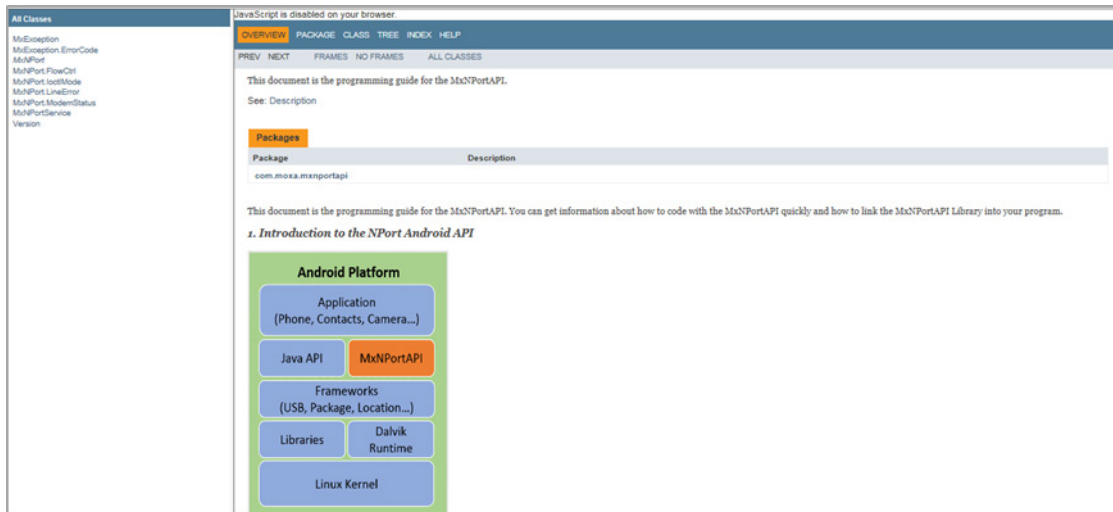 All Classes
MxException
MxException.ErrorCode
MxNPort
MxNPort.FlowCtrl
MxNPort.IoctlMode
MxNPort.LineError
MxNPort.ModemStatus
MxNPortService
Version
JavaScript is disabled on your browser.
OVERVIEW PACKAGE CLASS TREE INDEX HELP
PREV NEXT FRAMES NO FRAMES ALL CLASSES
This document is the programming guide for the MxNPortAPI.
See: Description
Packages
Package Description
com.moxa.mxnportapi
This document is the programming guide for the MxNPortAPI. You can get information about how to code with the MxNPortAPI quickly and how to link the MxNPortAPI Library into your program.
1. Introduction to the NPort Android API
Android Platform
Application
(Phone, Contacts, Camera...)
Java API MxNPortAPI
Frameworks
(USB, Package, Location...)
Libraries Dalvik
Runtime
Linux Kernel